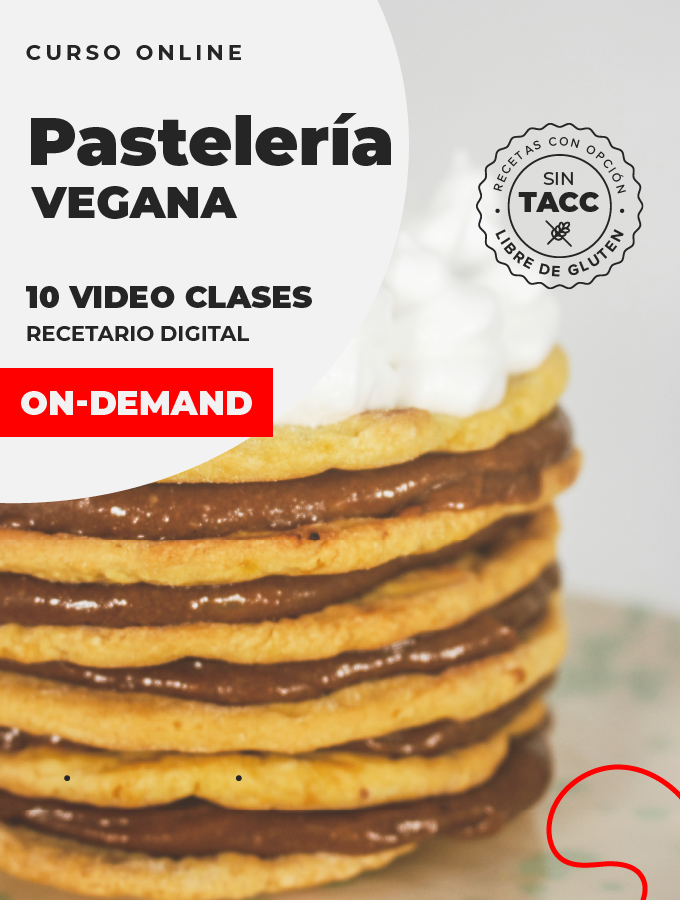 CURSO ONLINE
Pastelería
VEGANA
10 VIDEO CLASES
RECETARIO DIGITAL
ON-DEMAND
RECETAS CON OPCIÓN
SIN
TACC
LIBRE DE GLUTEN